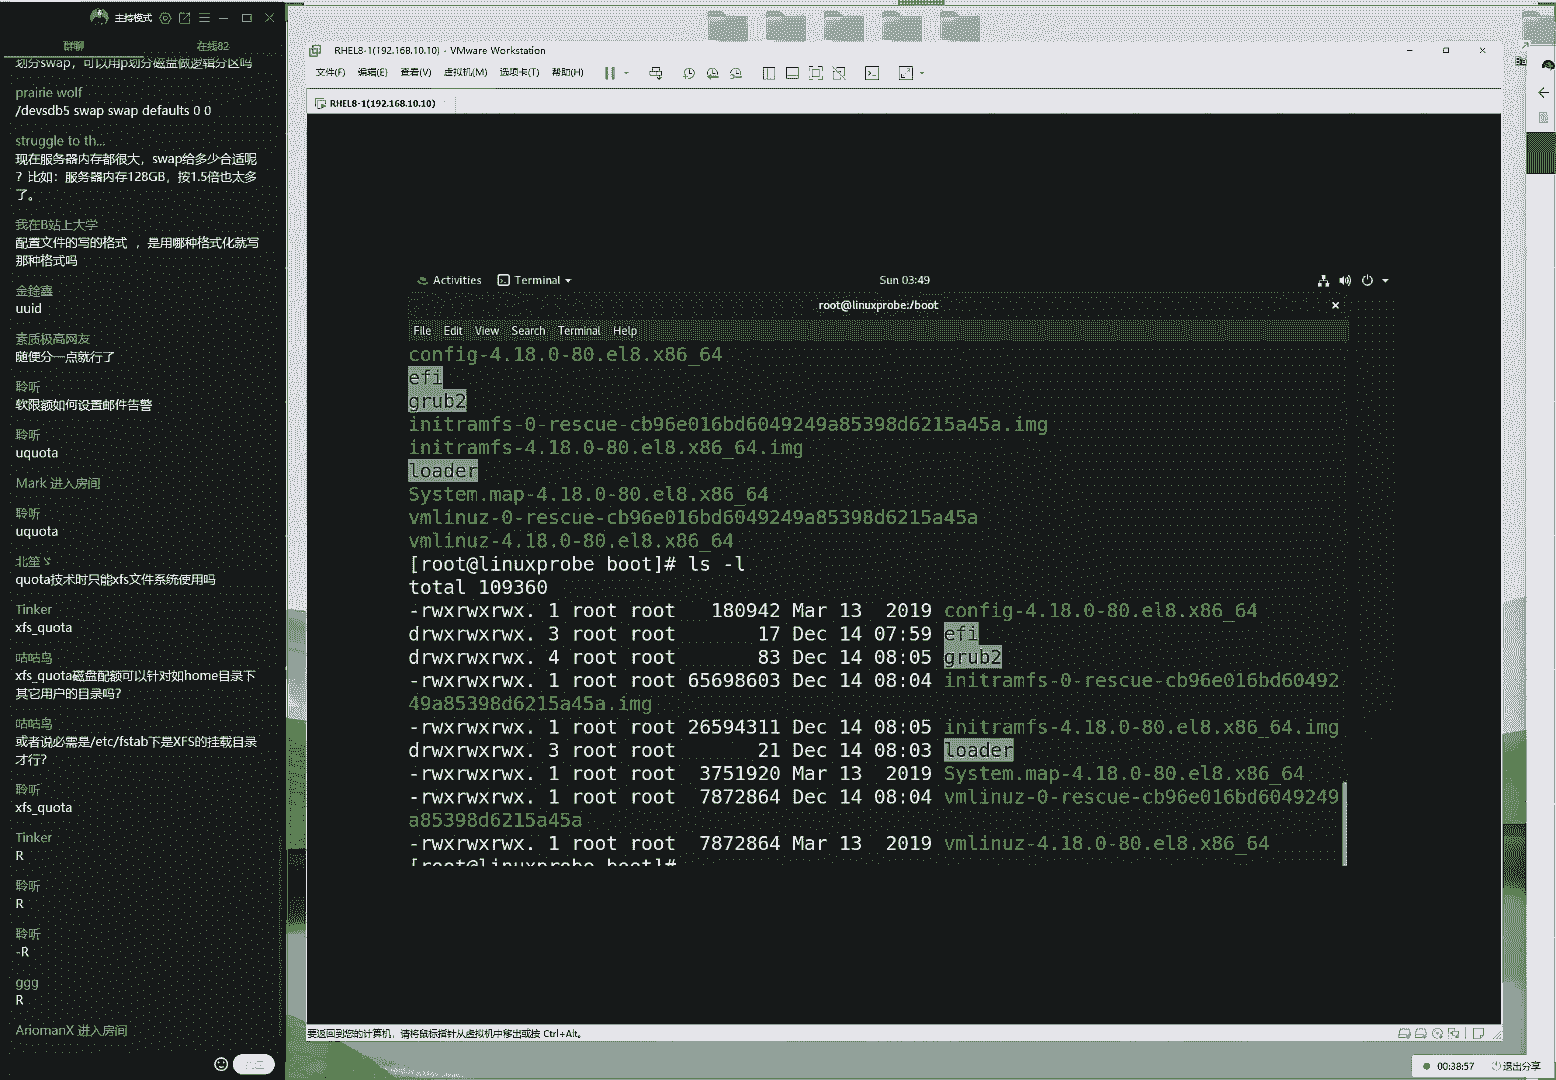 主持模式
群聊
在线82
划分swap，可以用p划分磁盘做逻辑分区吗
prairie wolf
/devsdb5 swap swap defaults 0 0
struggle to th...
现在服务器内存都很大，swap给多少合适呢
？比如：服务器内存128GB，按1.5倍也太多
了。
我在B站上大学
配置文件的写的格式 ，是用哪种格式化就写
那种格式吗
uuid
素质极高网友
随便分一点就行了
聆听
软限额如何设置邮件告警
聆听
uquota
Mark 进入房间
聆听
uquota
quota技术时只能xfs文件系统使用吗
Tinker
xfs_quota
咕咕鸟
xfs_quota磁盘配额可以针对如home目录下
其它用户的目录吗?
咕咕鸟
或者说必需是/etc/fstab下是XFS的挂载目录
才行?
聆听
xfs_quota
Tinker
R
聆听
R
聆听
-R
ggg
R
AriomanX 进入房间
RHEL8-1(192.168.10.10) - VMware Workstation
文件(F) 编辑(E) 查看(V) 虚拟机(M) 选项卡(T) 帮助(H)
RHEL8-1(192.168.10.10)
Activities Terminal Sun 03:49
root@linuxprobe:/boot
File Edit View Search Terminal Help
config-4.18.0-80.el8.x86_64
efi
grub2
initramfs-0-rescue-cb96e016bd6049249a85398d6215a45a.img
initramfs-4.18.0-80.el8.x86_64.img
loader
System.map-4.18.0-80.el8.x86_64
vmlinuz-0-rescue-cb96e016bd6049249a85398d6215a45a
vmlinuz-4.18.0-80.el8.x86_64
[root@linuxprobe boot]# ls -l
total 109360
-rwxrwxrwx. 1 root root 180942 Mar 13 2019 config-4.18.0-80.el8.x86_64
drwxrwxrwx. 3 root root 17 Dec 14 07:59 efi
drwxrwxrwx. 4 root root 83 Dec 14 08:05 grub2
-rwxrwxrwx. 1 root root 65698603 Dec 14 08:04 initramfs-0-rescue-cb96e016bd60492
49a85398d6215a45a.img
-rwxrwxrwx. 1 root root 26594311 Dec 14 08:05 initramfs-4.18.0-80.el8.x86_64.img
drwxrwxrwx. 3 root root 21 Dec 14 08:03 loader
-rwxrwxrwx. 1 root root 3751920 Mar 13 2019 System.map-4.18.0-80.el8.x86_64
-rwxrwxrwx. 1 root root 7872864 Dec 14 08:04 vmlinuz-0-rescue-cb96e016bd6049249
a85398d6215a45a
-rwxrwxrwx. 1 root root 7872864 Mar 13 2019 vmlinuz-4.18.0-80.el8.x86_64
[root@linuxprobe boot]#
要返回到您的计算机，请将鼠标指针从虚拟机中移出或按 Ctrl+Alt。
00:38:57 退出分享